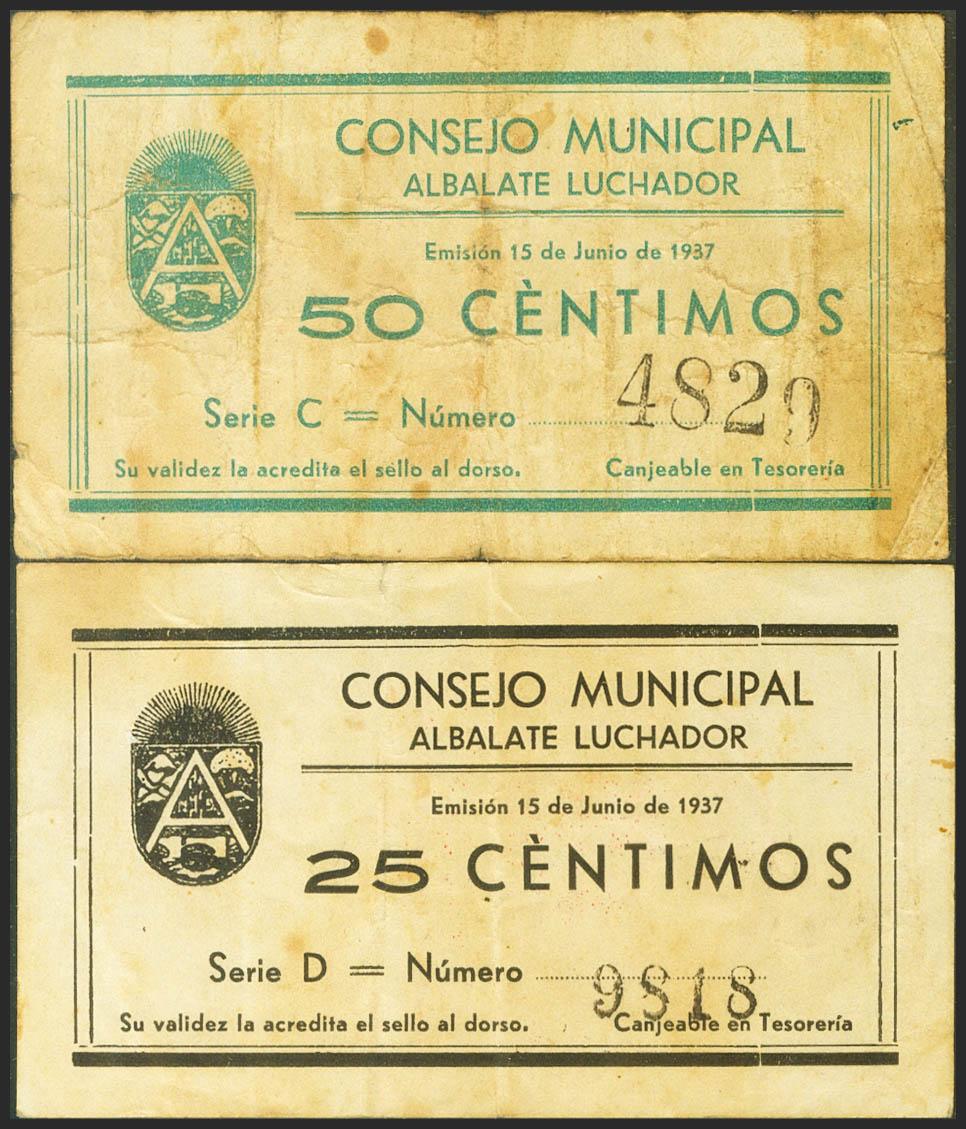 CONSEJO MUNICIPAL
ALBALATE LUCHADOR
Emisión 15 de Junio de 1937
50 CÈNTIMOS
Serie C = Número 4829
Su validez la acredita el sello al dorso. Canjeable en Tesorería
CONSEJO MUNICIPAL
ALBALATE LUCHADOR
Emisión 15 de Junio de 1937
25 CÈNTIMOS
Serie D = Número 9818
Su validez la acredita el sello al dorso. Canjeable en Tesorería